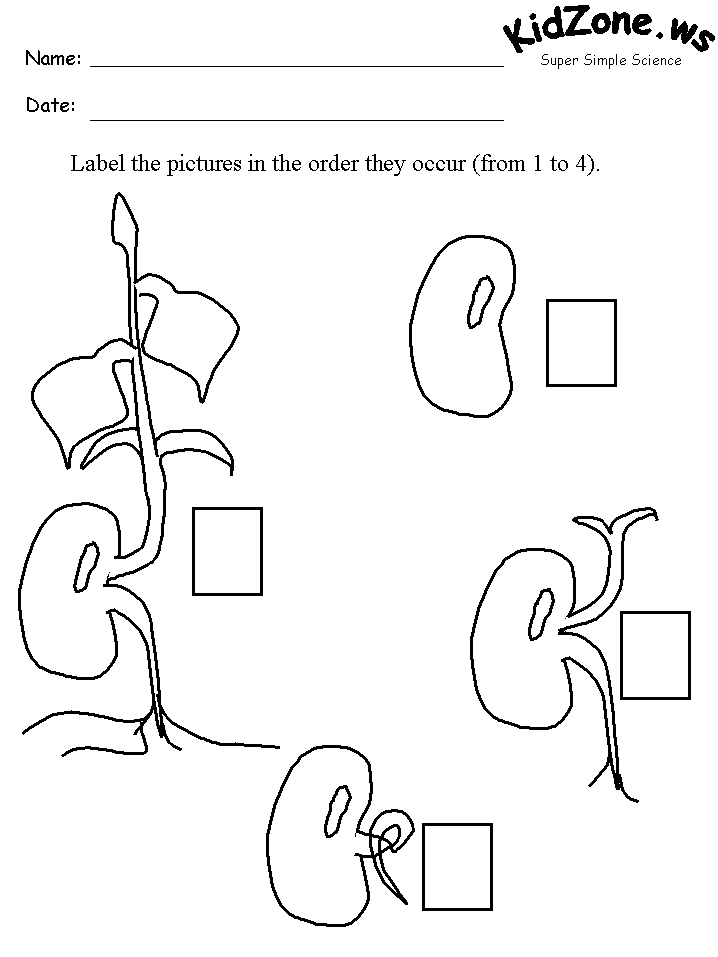 KidZone.ws
Super Simple Science
Name:
Date:
Label the pictures in the order they occur (from 1 to 4).